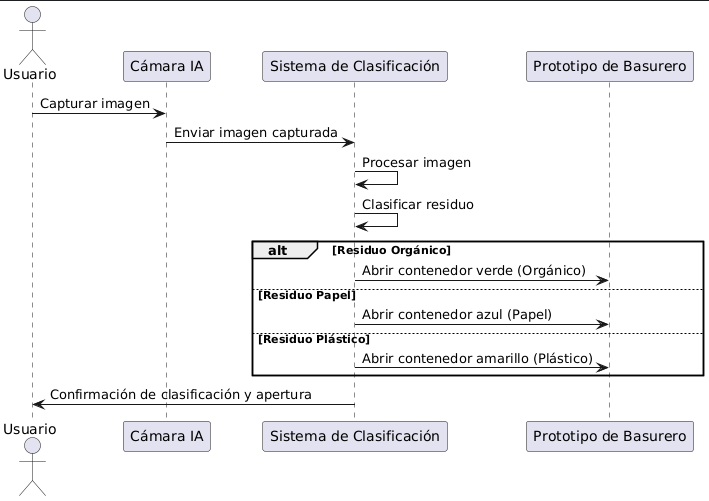 Usuario
Cámara IA
Sistema de Clasificación
Prototipo de Basurero
Capturar imagen
Enviar imagen capturada
Procesar imagen
Clasificar residuo
alt
[Residuo Orgánico]
Abrir contenedor verde (Orgánico)
[Residuo Papel]
Abrir contenedor azul (Papel)
[Residuo Plástico]
Abrir contenedor amarillo (Plástico)
Confirmación de clasificación y apertura
Usuario
Cámara IA
Sistema de Clasificación
Prototipo de Basurero